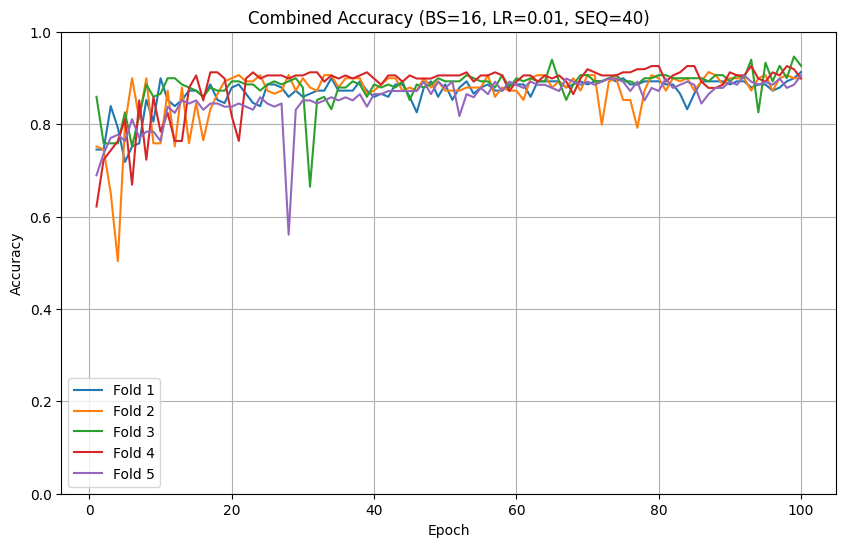 Combined Accuracy (BS=16, LR=0.01, SEQ=40)
Accuracy
1.0
0.8
0.6
0.4
0.2
0.0
Fold 1
Fold 2
Fold 3
Fold 4
Fold 5
0 20 40 60 80 100
Epoch